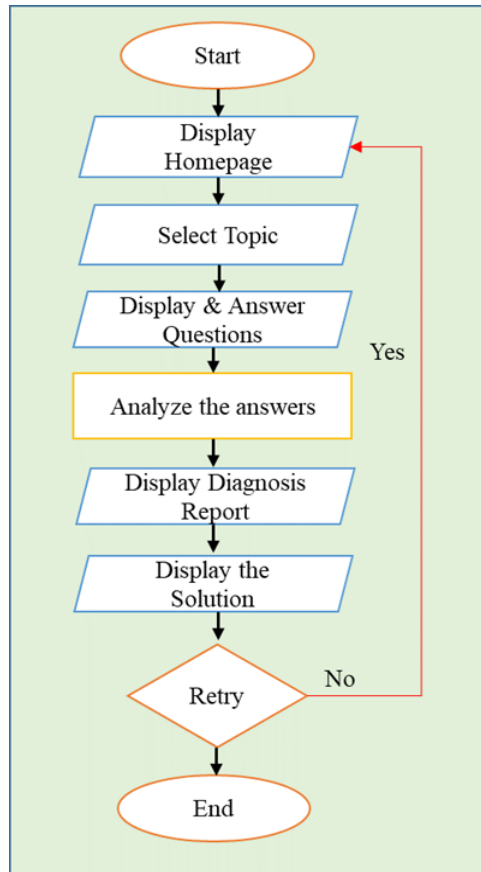 Start
Display
Homepage
Select Topic
Display & Answer
Questions
Yes
Analyze the answers
Display Diagnosis
Report
Display the
Solution
No
Retry
End